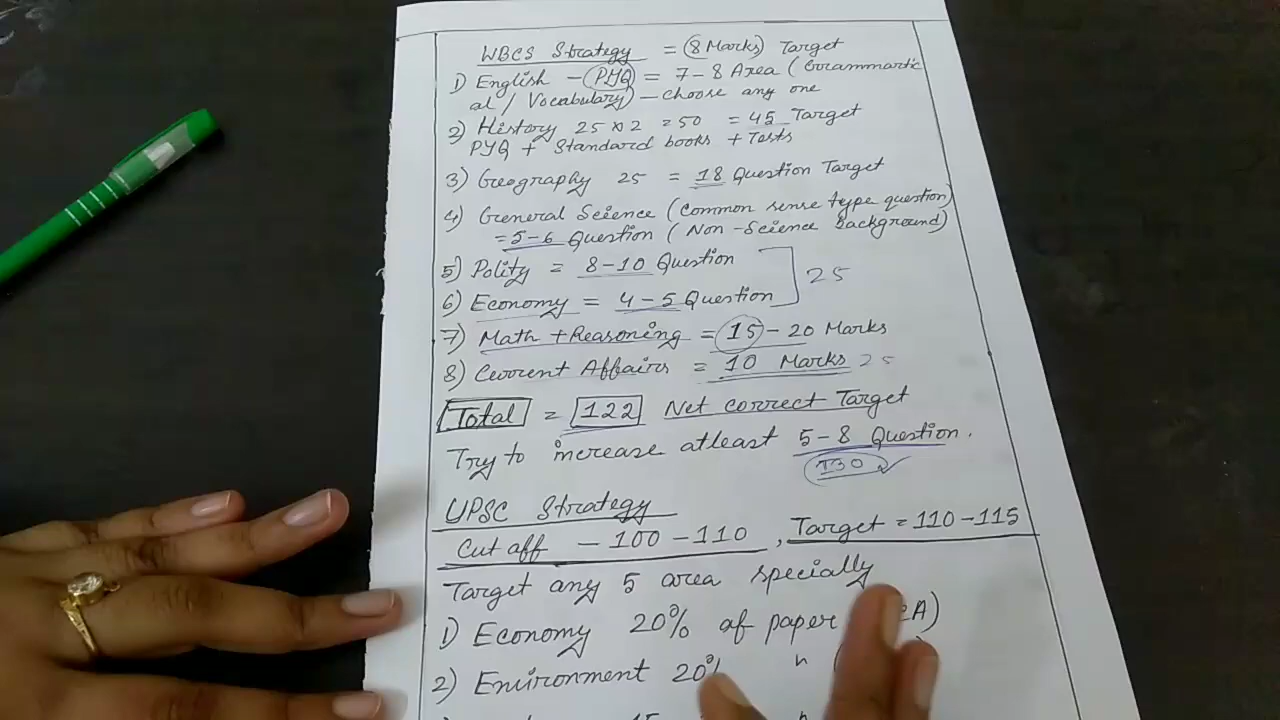 WBCS Strategy = (8 Marks) Target
1) English - (PYQ) = 7-8 Area (Grammartic
al / Vocabulary) - choose any one
2) History 25 x 2 = 50 = 45 Target
PYQ + Standard books + Tests
3) Geography 25 = 18 Question Target
4) General Science (Common sense type question)
= 5-6 Question (Non-Science background)
5) Polity = 8-10 Question
25
6) Economy = 4-5 Question
7) Math + Reasoning = 15-20 Marks
8) Current Affairs = 10 Marks 25
Total = 122 Net correct Target
Try to increase atleast 5-8 Question.
130
UPSC Strategy
Cut off - 100-110, Target = 110-115
Target any 5 area specially
1) Economy 20% of paper A)
2) Environment 20% "
15 "